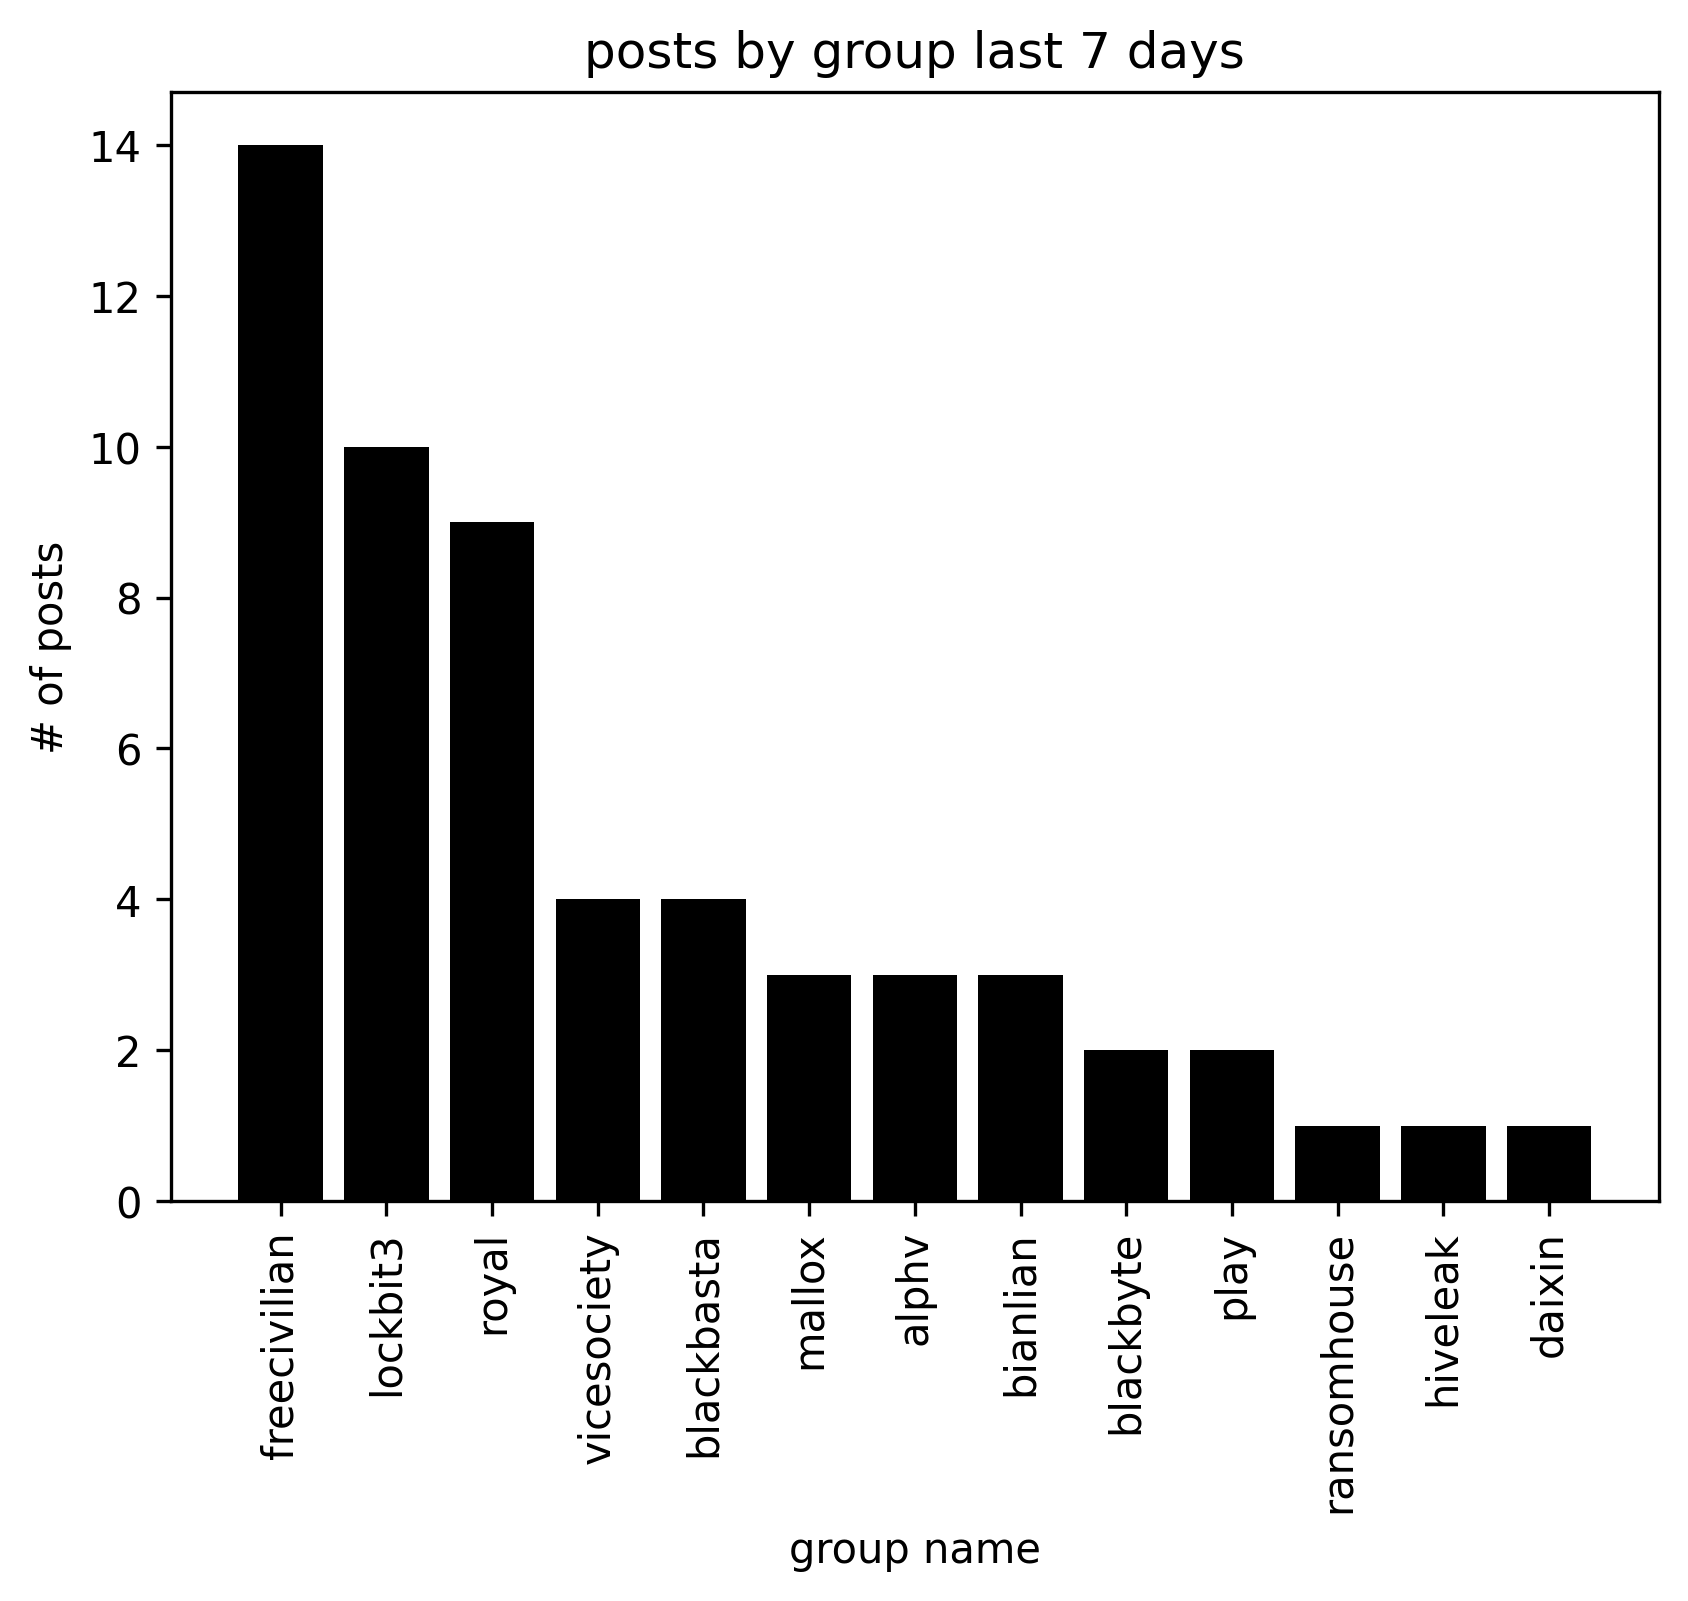 posts by group last 7 days
14
12
10
8
6
4
2
0
# of posts
freecivilian
lockbit3
royal
vicesociety
blackbasta
mallox
alphv
bianlian
blackbyte
play
ransomhouse
hiveleak
daixin
group name